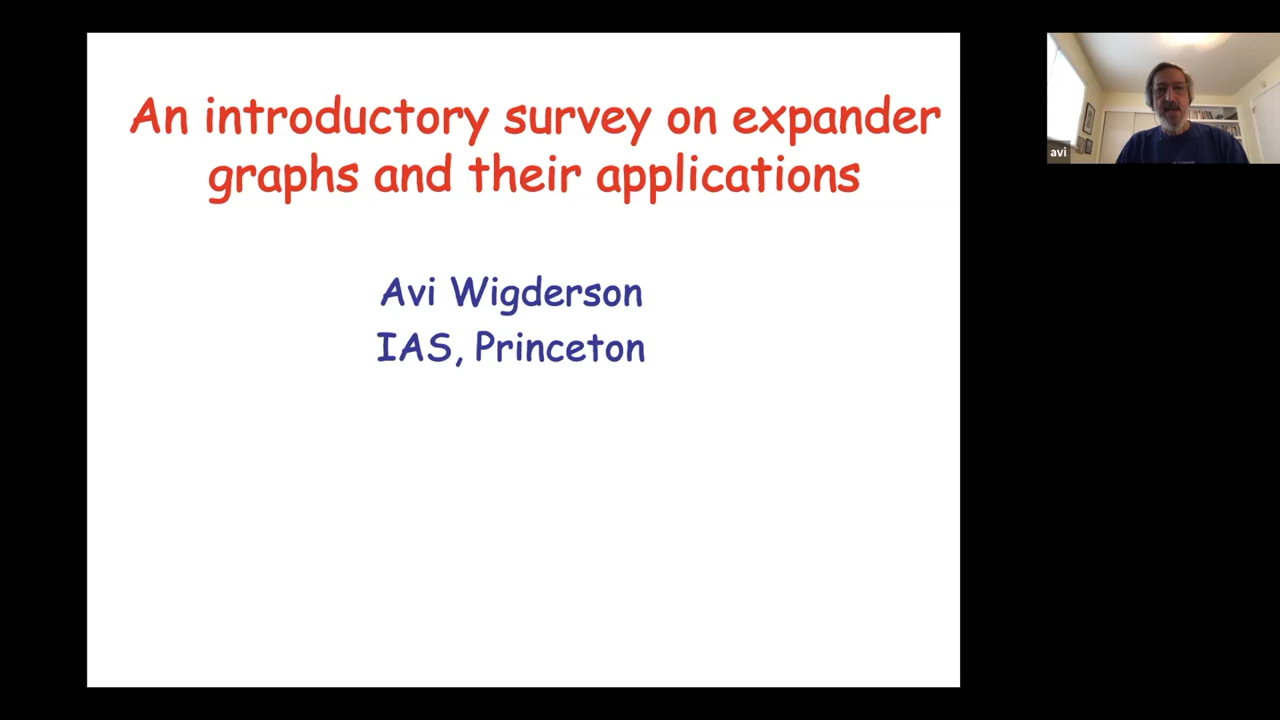 An introductory survey on expander
graphs and their applications
Avi Wigderson
IAS, Princeton
avi